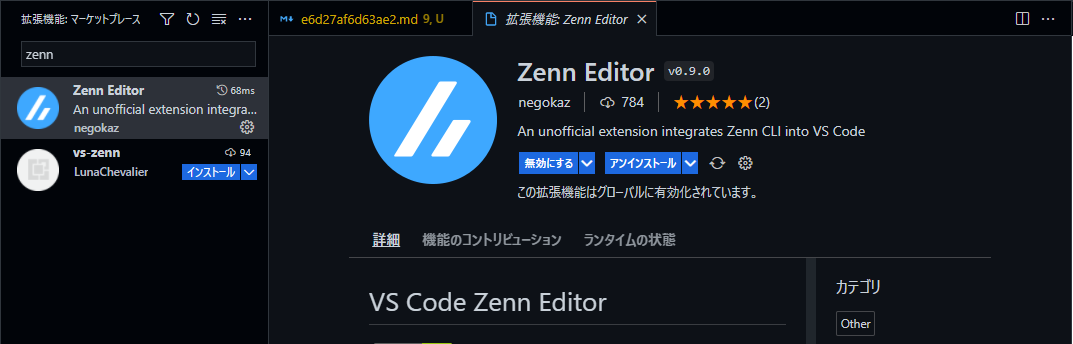 拡張機能: マーケットプレース
zenn
Zenn Editor
68ms
An unofficial extension integra...
negokaz
vs-zenn
94
LunaChevalier
インストール
e6d27af6d63ae2.md 9, U
拡張機能: Zenn Editor
Zenn Editor v0.9.0
negokaz 784 ★★★★★(2)
An unofficial extension integrates Zenn CLI into VS Code
無効にする アンインストール
この拡張機能はグローバルに有効化されています。
詳細 機能のコントリビューション ランタイムの状態
VS Code Zenn Editor
カテゴリ
Other